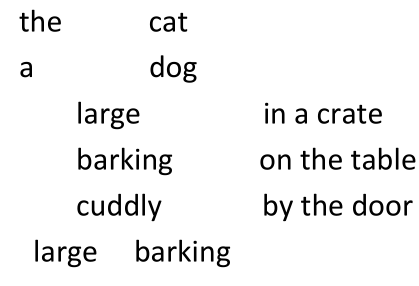 the cat
a dog
large in a crate
barking on the table
cuddly by the door
large barking